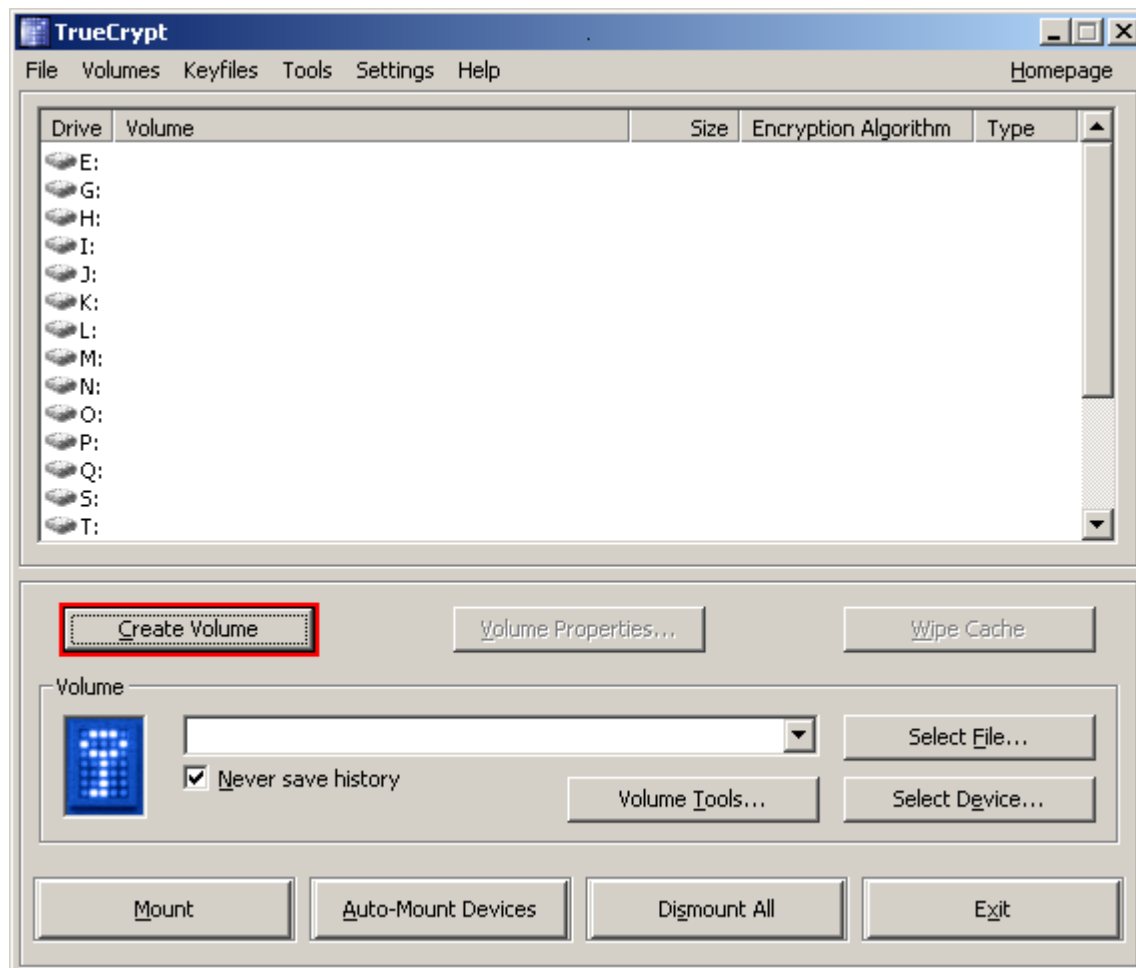 TrueCrypt
File Volumes Keyfiles Tools Settings Help Homepage
Drive Volume Size Encryption Algorithm Type
E:
G:
H:
I:
J:
K:
L:
M:
N:
O:
P:
Q:
S:
T:
Create Volume Volume Properties... Wipe Cache
Volume
Select File...
Never save history
Volume Tools... Select Device...
Mount Auto-Mount Devices Dismount All Exit